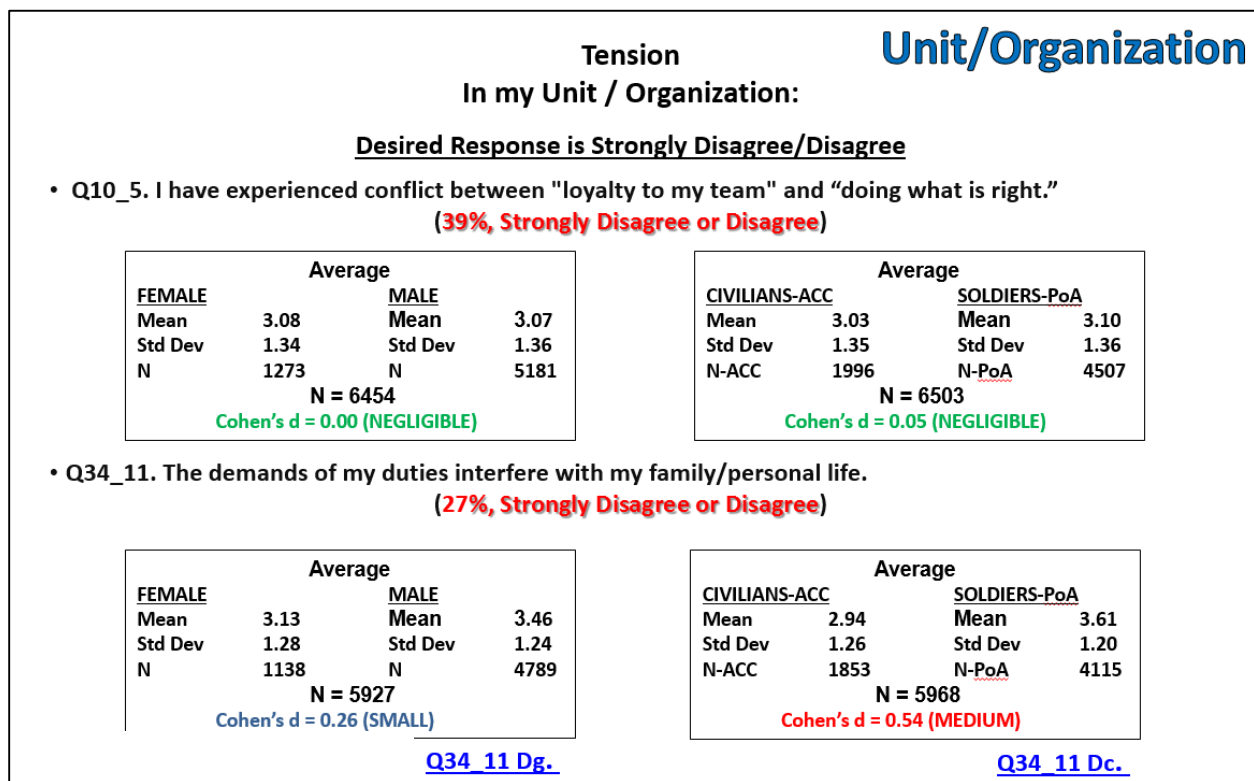 Unit/Organization
Tension
In my Unit / Organization:
Desired Response is Strongly Disagree/Disagree
• Q10_5. I have experienced conflict between "loyalty to my team" and “doing what is right.”
(39%, Strongly Disagree or Disagree)
Average
FEMALE MALE
Mean 3.08 Mean 3.07
Std Dev 1.34 Std Dev 1.36
N 1273 N 5181
N = 6454
Cohen’s d = 0.00 (NEGLIGIBLE)
Average
CIVILIANS-ACC SOLDIERS-PoA
Mean 3.03 Mean 3.10
Std Dev 1.35 Std Dev 1.36
N-ACC 1996 N-PoA 4507
N = 6503
Cohen’s d = 0.05 (NEGLIGIBLE)
• Q34_11. The demands of my duties interfere with my family/personal life.
(27%, Strongly Disagree or Disagree)
Average
FEMALE MALE
Mean 3.13 Mean 3.46
Std Dev 1.28 Std Dev 1.24
N 1138 N 4789
N = 5927
Cohen’s d = 0.26 (SMALL)
Average
CIVILIANS-ACC SOLDIERS-PoA
Mean 2.94 Mean 3.61
Std Dev 1.26 Std Dev 1.20
N-ACC 1853 N-PoA 4115
N = 5968
Cohen’s d = 0.54 (MEDIUM)
Q34_11 Dg.
Q34_11 Dc.